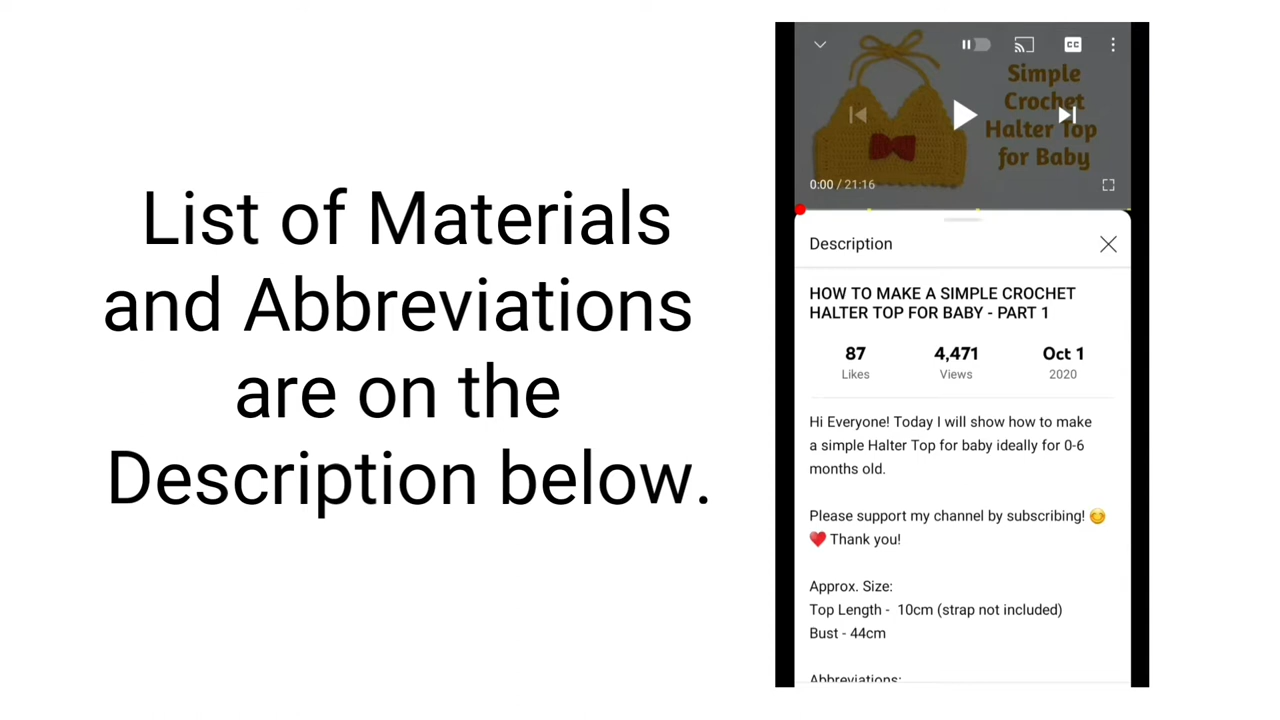 List of Materials
and Abbreviations
are on the
Description below.
CC
Simple
Crochet
Halter Top
for Baby
0:00 / 21:16
Description
HOW TO MAKE A SIMPLE CROCHET
HALTER TOP FOR BABY - PART 1
87 4,471 Oct 1
Likes Views 2020
Hi Everyone! Today I will show how to make
a simple Halter Top for baby ideally for 0-6
months old.
Please support my channel by subscribing! 😊
❤️ Thank you!
Approx. Size:
Top Length - 10cm (strap not included)
Bust - 44cm
Abbreviations: